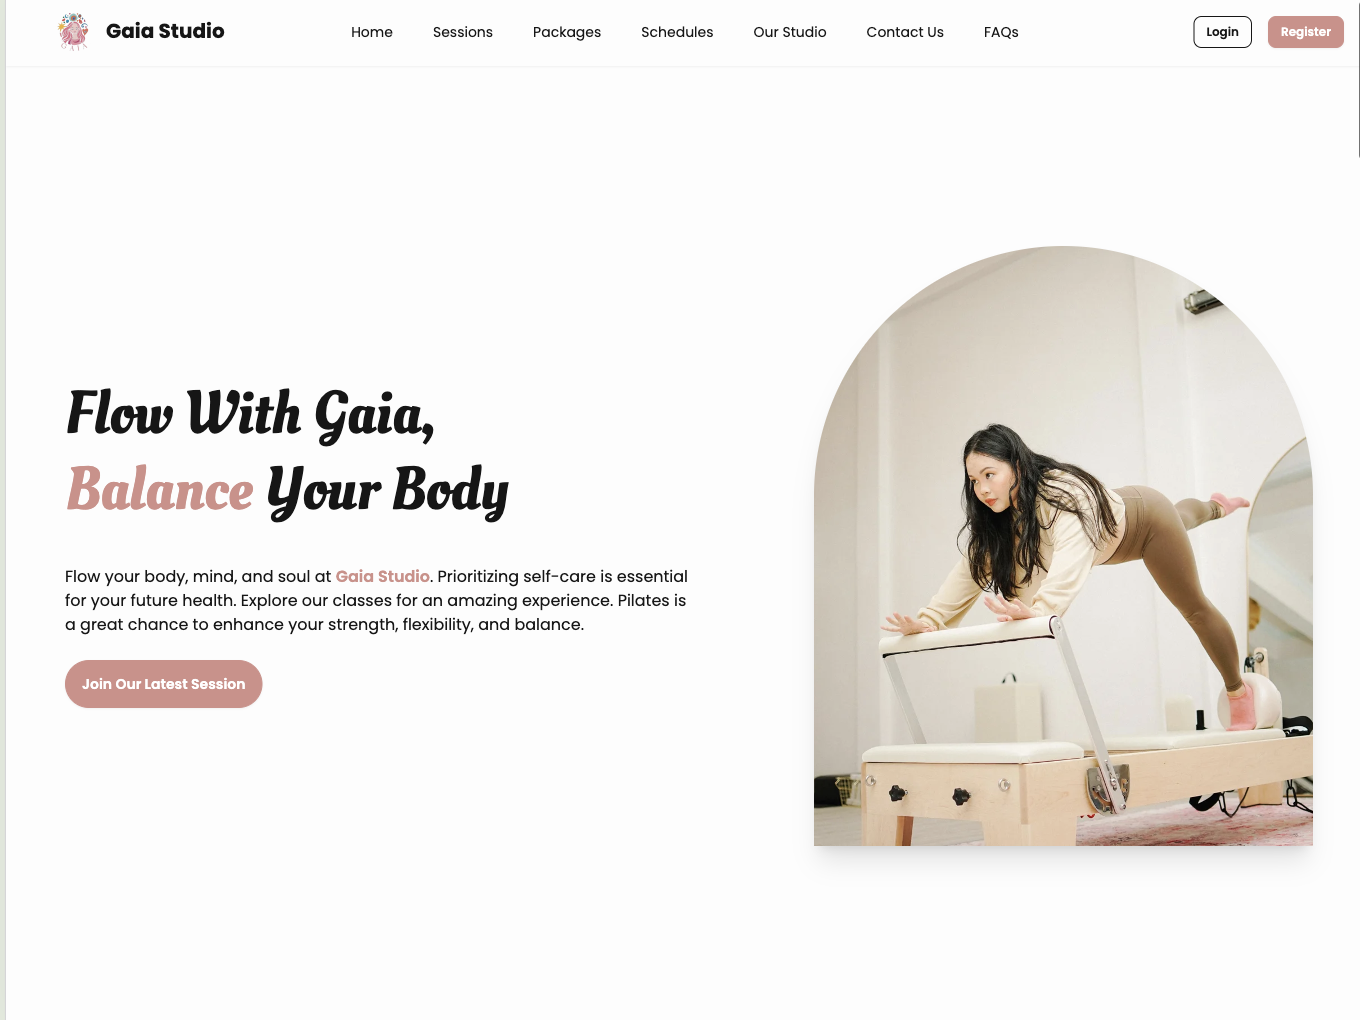 GAIA
Gaia Studio
Home
Sessions
Packages
Schedules
Our Studio
Contact Us
FAQs
Login
Register
Flow With Gaia,
Balance Your Body
Flow your body, mind, and soul at Gaia Studio. Prioritizing self-care is essential
for your future health. Explore our classes for an amazing experience. Pilates is
a great chance to enhance your strength, flexibility, and balance.
Join Our Latest Session